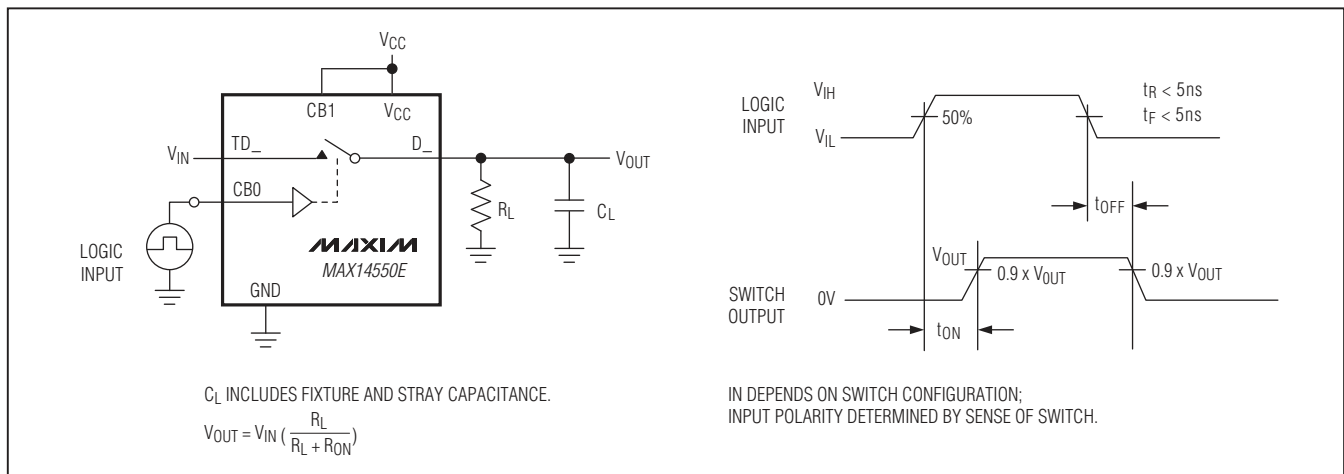 VCC
CB1
VCC
VIN
TD_
D_
VOUT
CB0
RL
CL
LOGIC
INPUT
MAXIM
MAX14550E
GND
CL INCLUDES FIXTURE AND STRAY CAPACITANCE.
VOUT = VIN ( RL / RL + RON )
LOGIC
INPUT
VIH
VIL
50%
tR < 5ns
tF < 5ns
tOFF
VOUT
0.9 x VOUT
0.9 x VOUT
SWITCH
OUTPUT
0V
tON
IN DEPENDS ON SWITCH CONFIGURATION;
INPUT POLARITY DETERMINED BY SENSE OF SWITCH.